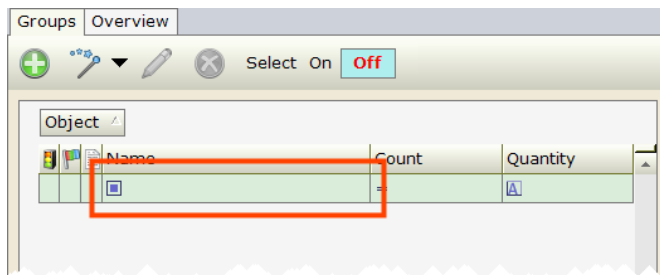 Groups Overview
Select On Off
Object
Name Count Quantity
= A